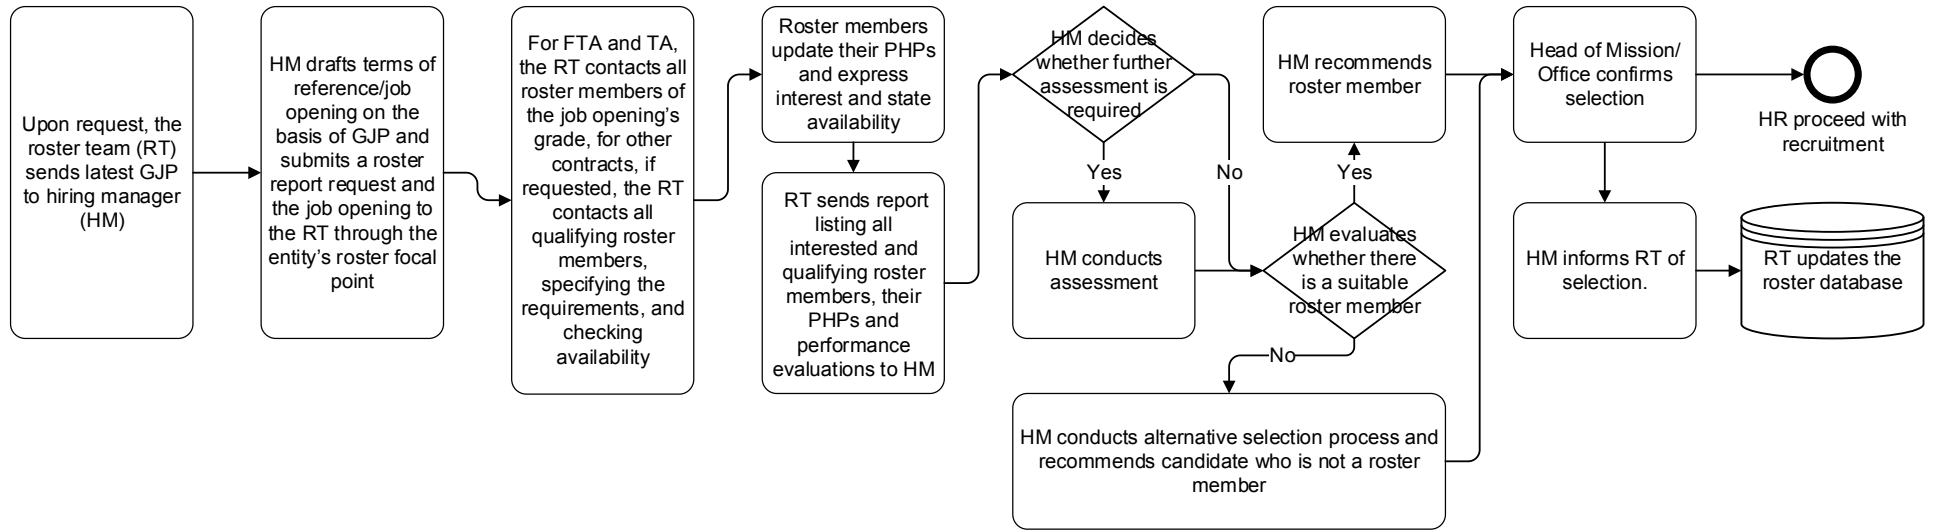 Upon request, the
roster team (RT)
sends latest GJP
to hiring manager
(HM)
HM drafts terms of
reference/job
opening on the
basis of GJP and
submits a roster
report request and
the job opening to
the RT through the
entity’s roster focal
point
For FTA and TA,
the RT contacts all
roster members of
the job opening’s
grade, for other
contracts, if
requested, the RT
contacts all
qualifying roster
members,
specifying the
requirements, and
checking
availability
Roster members
update their PHPs
and express
interest and state
availability
RT sends report
listing all
interested and
qualifying roster
members, their
PHPs and
performance
evaluations to HM
HM decides
whether further
assessment is
required
Yes
No
HM conducts
assessment
HM evaluates
whether there
is a suitable
roster member
Yes
No
HM recommends
roster member
HM conducts alternative selection process and
recommends candidate who is not a roster
member
Head of Mission/
Office confirms
selection
HR proceed with
recruitment
HM informs RT of
selection.
RT updates the
roster database